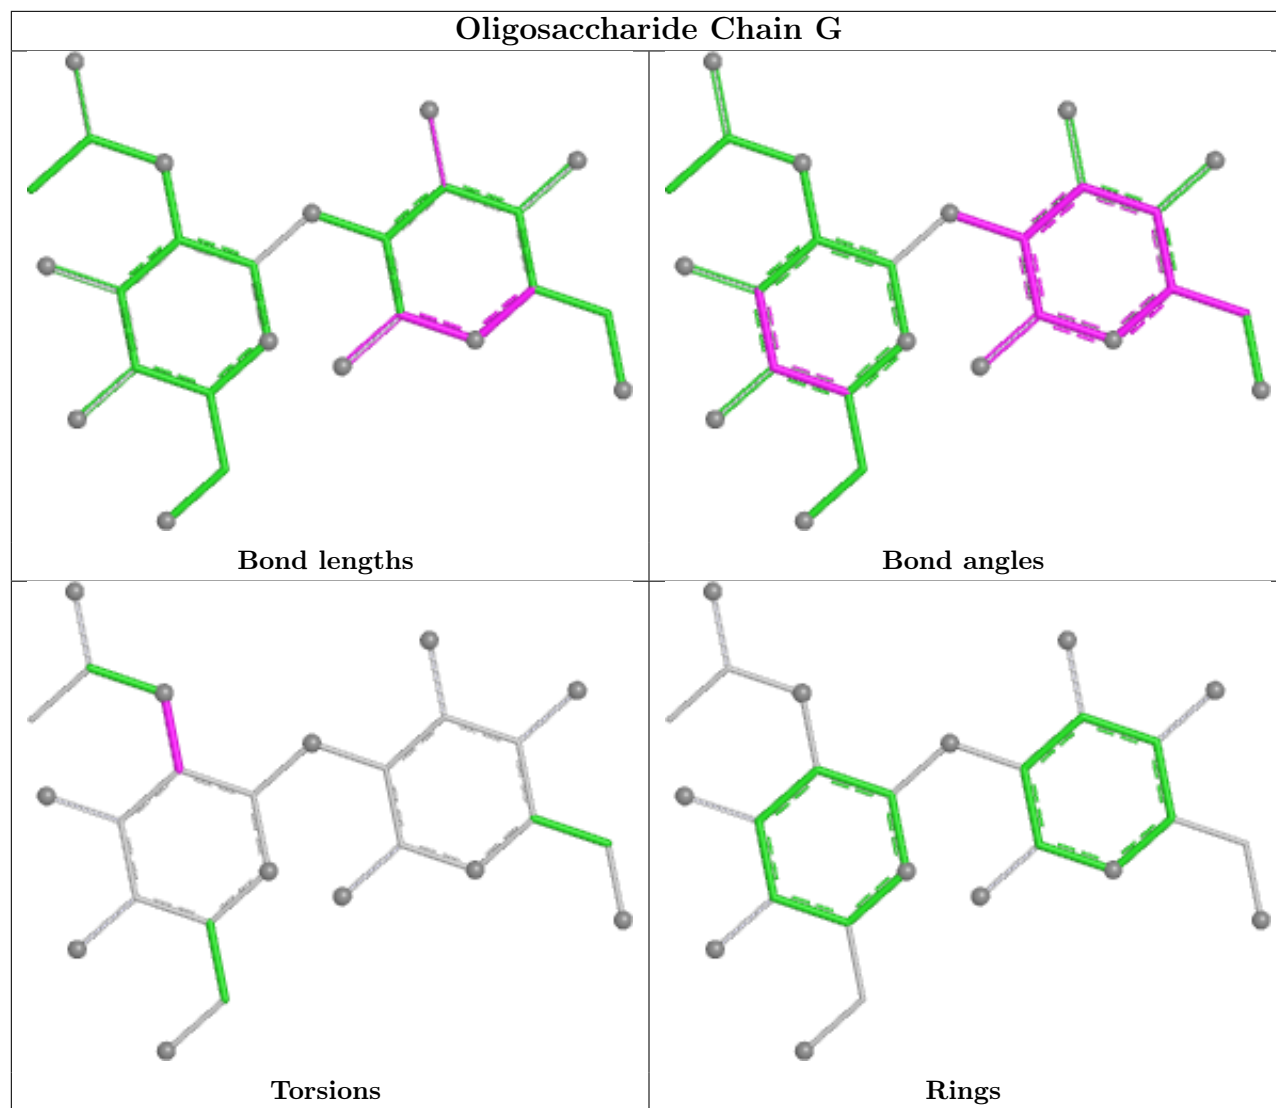 Oligosaccharide Chain G
Bond lengths
Bond angles
Torsions
Rings